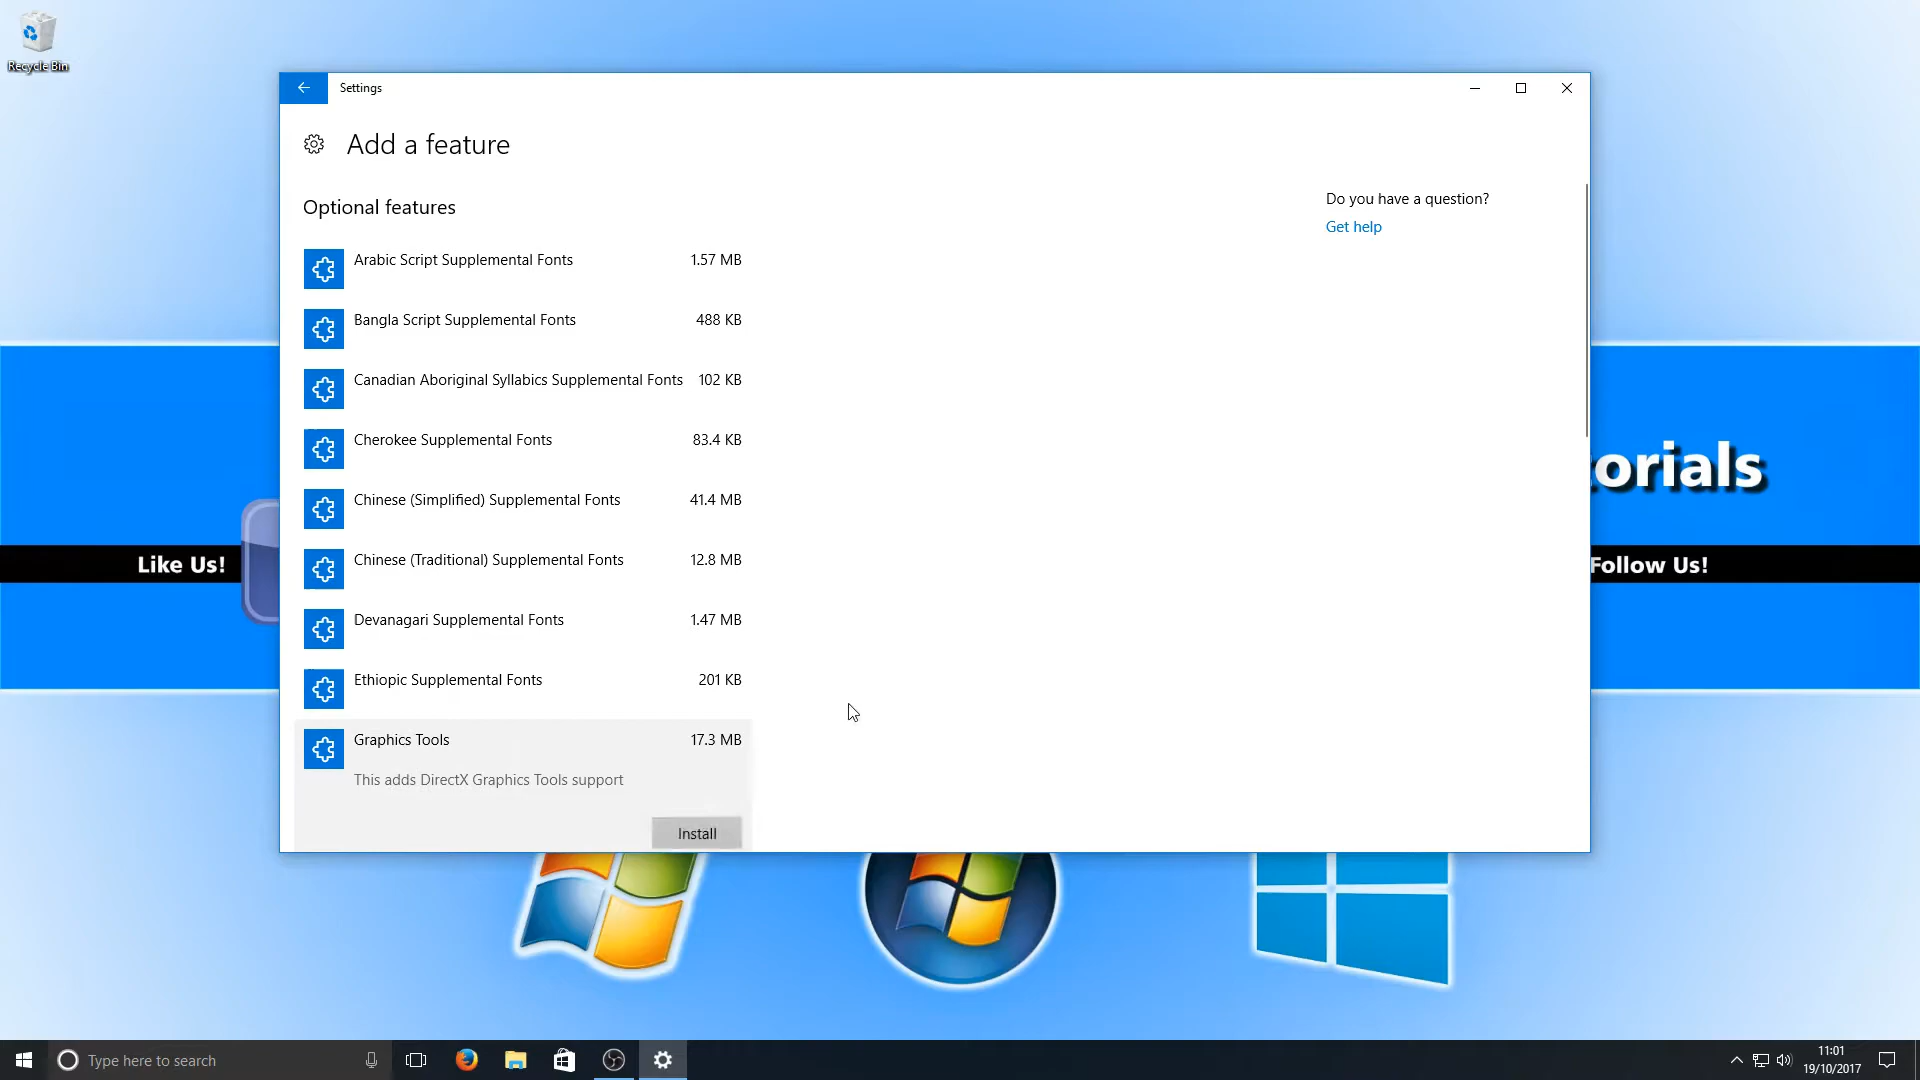 Recycle Bin
Settings
Add a feature
Optional features
Do you have a question?
Get help
Arabic Script Supplemental Fonts 1.57 MB
Bangla Script Supplemental Fonts 488 KB
Canadian Aboriginal Syllabics Supplemental Fonts 102 KB
Cherokee Supplemental Fonts 83.4 KB
Chinese (Simplified) Supplemental Fonts 41.4 MB
Chinese (Traditional) Supplemental Fonts 12.8 MB
Devanagari Supplemental Fonts 1.47 MB
Ethiopic Supplemental Fonts 201 KB
Graphics Tools 17.3 MB
This adds DirectX Graphics Tools support
Install
orials
Like Us!
Follow Us!
Type here to search
11:01
19/10/2017